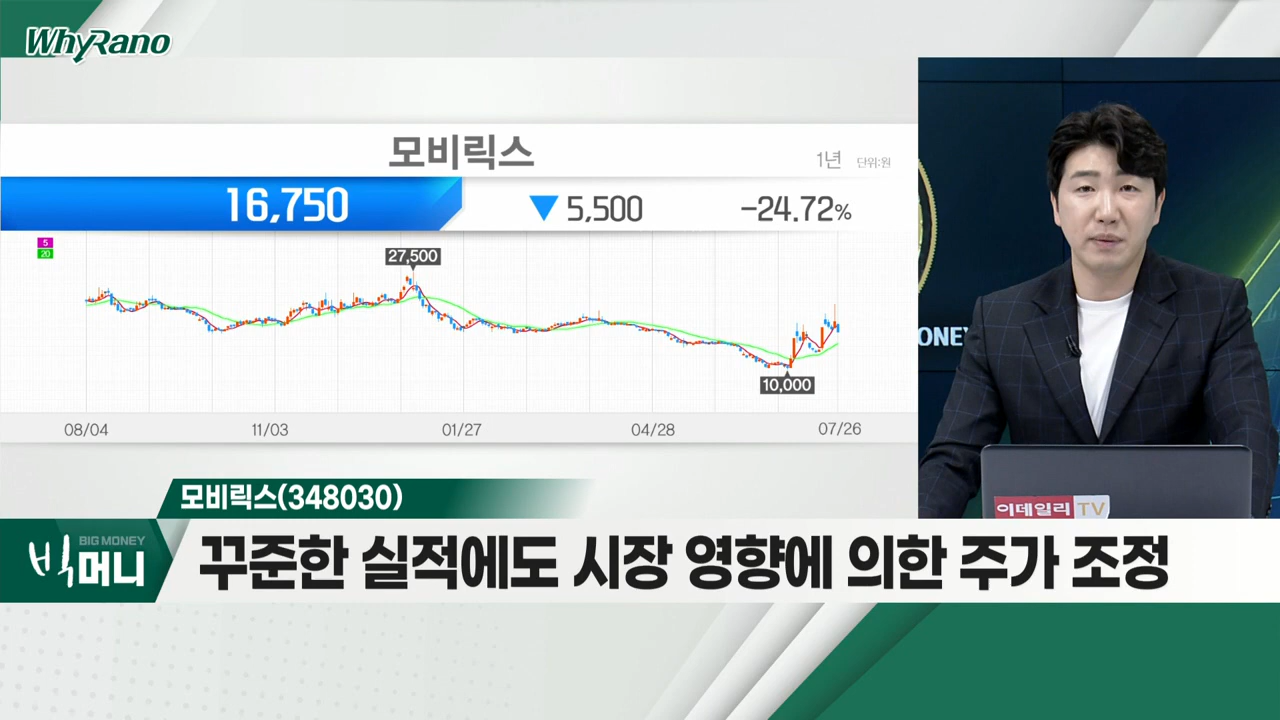 WhyRano
모비릭스
1년 단위:원
16,750 ▼ 5,500 -24.72%
5
20
27,500
10,000
08/04 11/03 01/27 04/28 07/26
ONEY
이데일리 TV
모비릭스(348030)
BIG MONEY
빅머니
꾸준한 실적에도 시장 영향에 의한 주가 조정